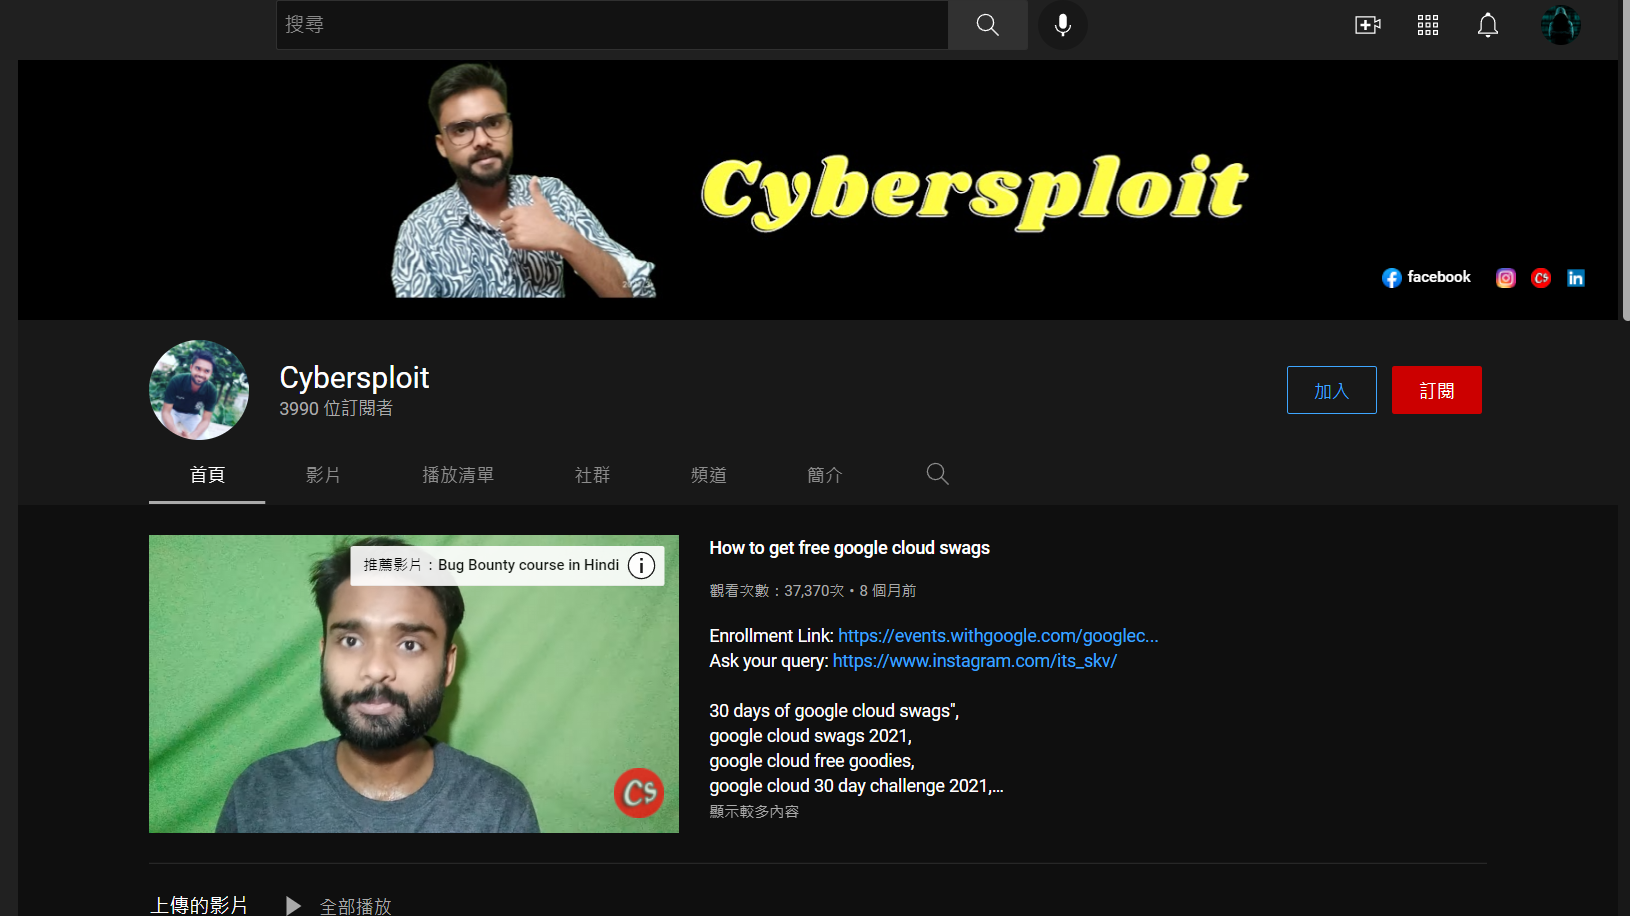 搜尋
Cybersploit
facebook
Cybersploit
3990 位訂閱者
加入
訂閱
首頁
影片
播放清單
社群
頻道
簡介
推薦影片：Bug Bounty course in Hindi
CS
How to get free google cloud swags
觀看次數：37,370次 • 8 個月前
Enrollment Link: https://events.withgoogle.com/googlec...
Ask your query: https://www.instagram.com/its_skv/
30 days of google cloud swags",
google cloud swags 2021,
google cloud free goodies,
google cloud 30 day challenge 2021,...
顯示較多內容
上傳的影片
全部播放